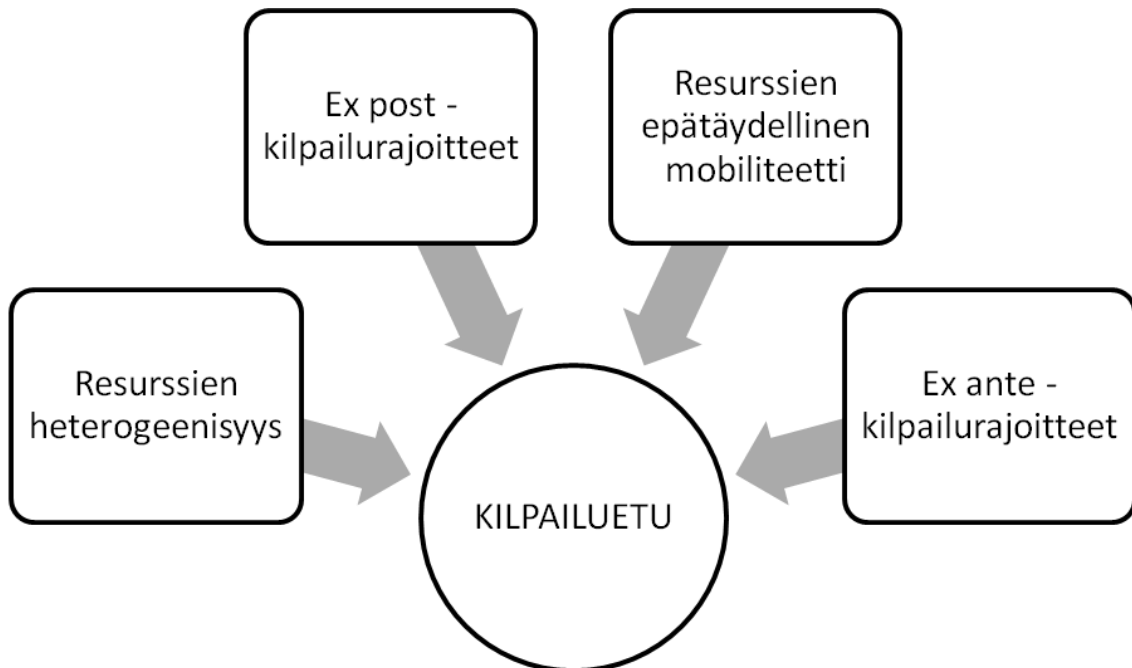 Ex post -
kilpailurajoitteet
Resurssien
epätäydellinen
mobiliteetti
Resurssien
heterogeenisyys
Ex ante -
kilpailurajoitteet
KILPAILUETU